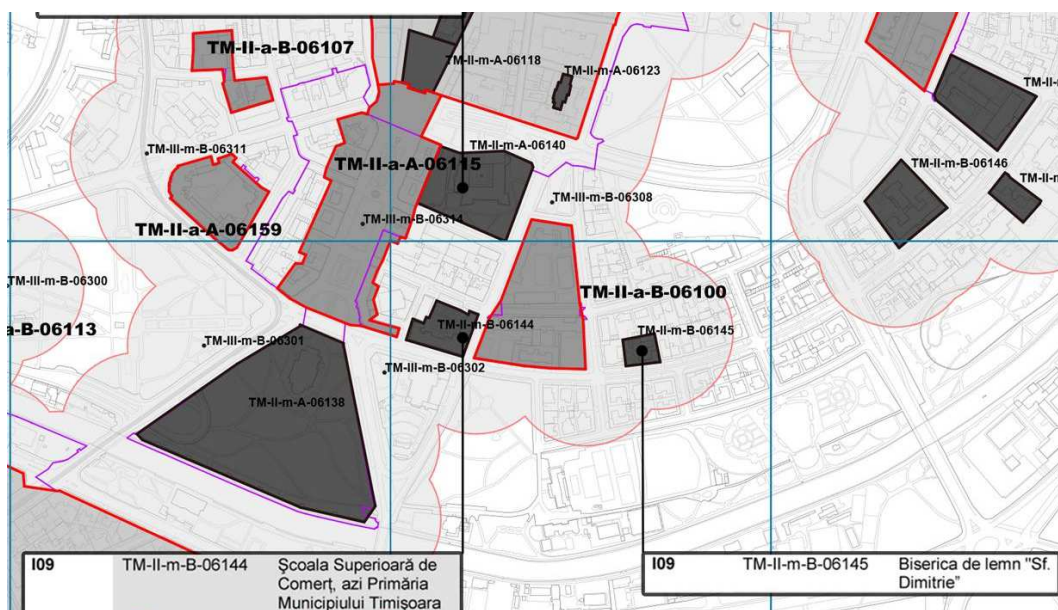 TM-II-a-B-06107
TM-II-m-A-06118
TM-II-m-A-06123
TM-III-m-B-06311
TM-II-a-A-06115
TM-II-m-A-06140
TM-II-m-B-06146
TM-II-a-A-06159
TM-III-m-B-06314
TM-III-m-B-06308
TM-III-m-B-06300
TM-II-a-B-06100
a-B-06113
TM-III-m-B-06301
TM-II-m-B-06144
TM-II-m-B-06145
TM-III-m-B-06302
TM-II-m-A-06138
I09 TM-II-m-B-06144 Şcoala Superioară de
Comerţ, azi Primăria
Municipiului Timişoara
I09 TM-II-m-B-06145 Biserica de lemn "Sf.
Dimitrie"